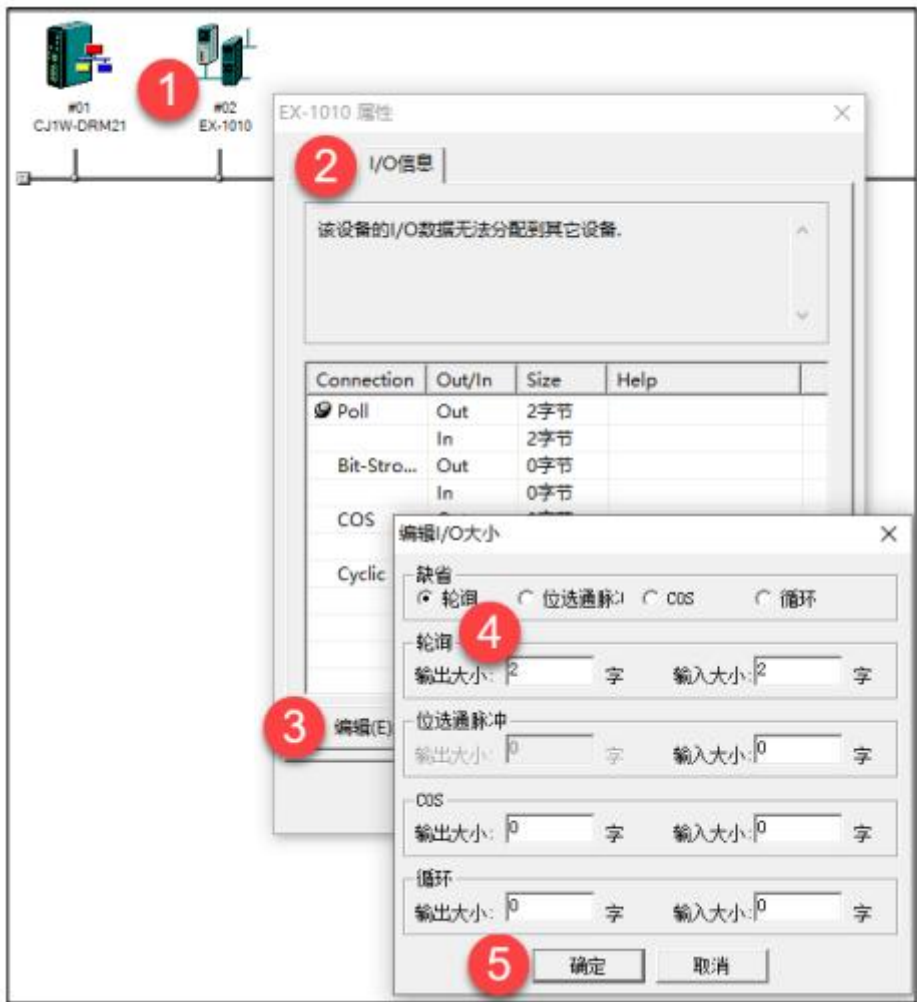 1
#01
CJ1W-DRM21
#02
EX-1010
EX-1010 属性
2
I/O信息
该设备的I/O数据无法分配到其它设备.
Connection Out/In Size Help
Poll Out 2字节
In 2字节
Bit-Stro... Out 0字节
In 0字节
COS
Cyclic
3
编辑(E)
编辑I/O大小
缺省
轮询 位选通脉冲 COS 循环
4
轮询
输出大小: 2 字 输入大小: 2 字
位选通脉冲
输出大小: 0 字 输入大小: 0 字
COS
输出大小: 0 字 输入大小: 0 字
循环
输出大小: 0 字 输入大小: 0 字
5
确定 取消